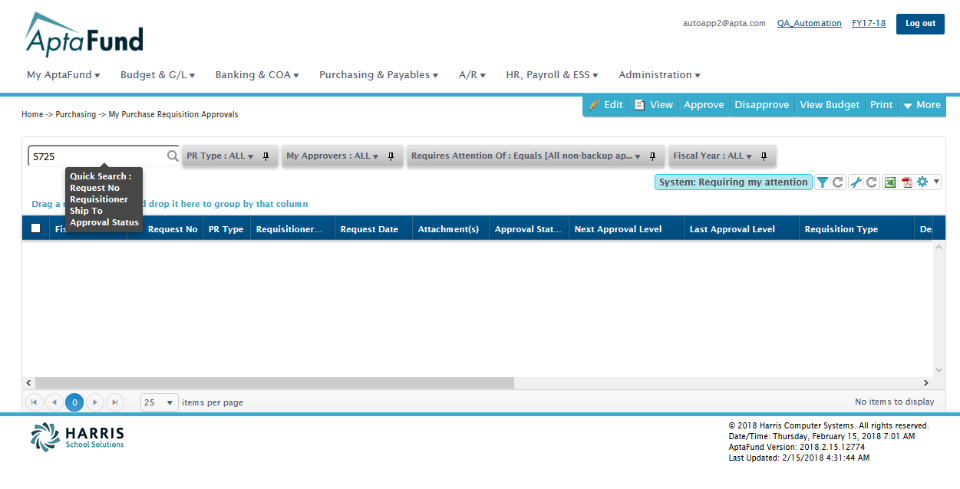 AptaFund
autoapp2@apta.com QA_Automation FY17-18 Log out
My AptaFund Budget & G/L Banking & COA Purchasing & Payables A/R HR, Payroll & ESS Administration
Edit View Approve Disapprove View Budget Print More
Home -> Purchasing -> My Purchase Requisition Approvals
5725 PR Type : ALL My Approvers : ALL Requires Attention Of : Equals [All non-backup ap... Fiscal Year : ALL
Quick Search :
Request No
Requisitioner
Ship To
Approval Status
System: Requiring my attention
Drag a d drop it here to group by that column
Fis Request No PR Type Requisitioner... Request Date Attachment(s) Approval Stat... Next Approval Level Last Approval Level Requisition Type De
0 25 items per page No items to display
HARRIS
School Solutions
© 2018 Harris Computer Systems. All rights reserved.
Date/Time: Thursday, February 15, 2018 7:01 AM
AptaFund Version: 2018.2.15.12774
Last Updated: 2/15/2018 4:31:44 AM